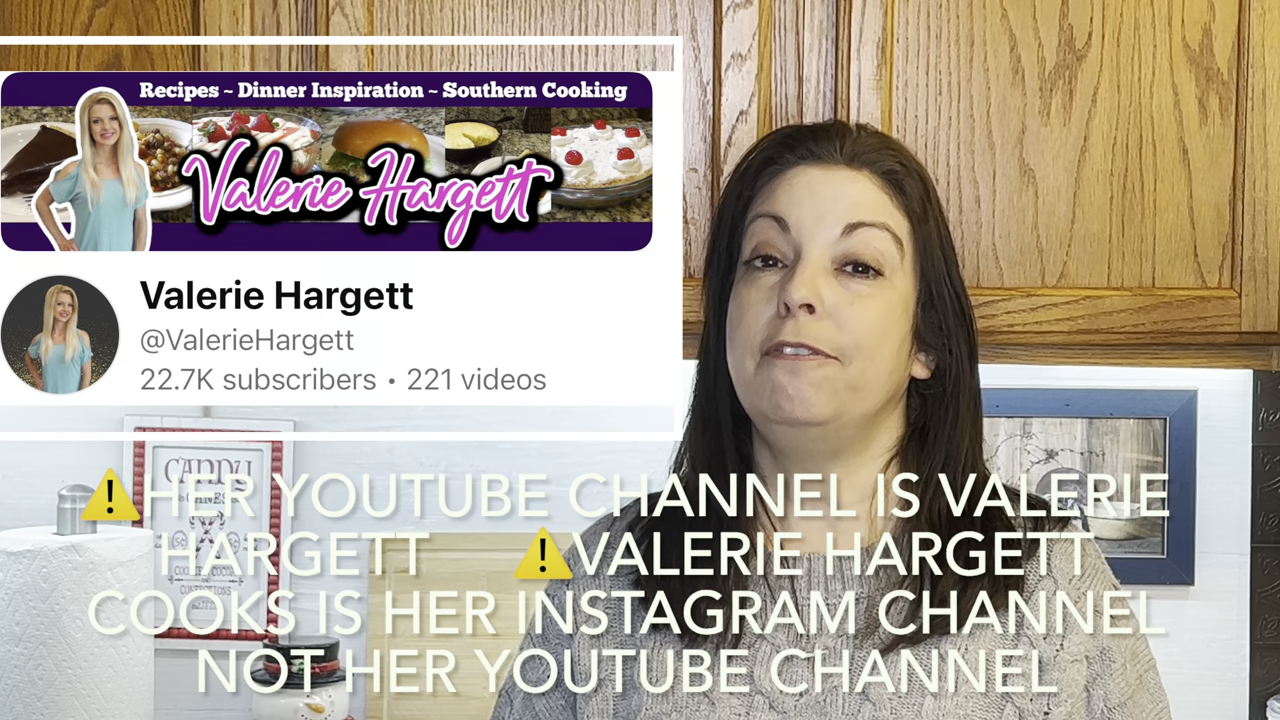 Recipes ~ Dinner Inspiration ~ Southern Cooking
Valerie Hargett
Valerie Hargett
@ValerieHargett
22.7K subscribers • 221 videos
⚠️HER YOUTUBE CHANNEL IS VALERIE
HARGETT ⚠️VALERIE HARGETT
COOKS IS HER INSTAGRAM CHANNEL
NOT HER YOUTUBE CHANNEL